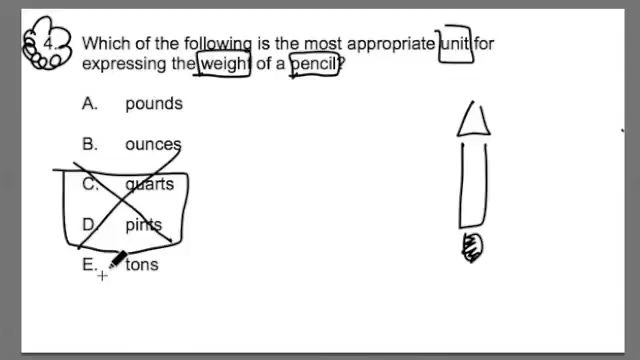 4. Which of the following is the most appropriate unit for
expressing the weight of a pencil?
A. pounds
B. ounces
C. quarts
D. pints
E. tons